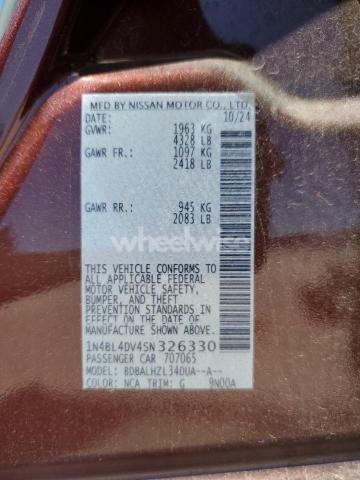 MFD BY NISSAN MOTOR CO., LTD.
DATE: 10/24
GVWR: 1963 KG
4328 LB
GAWR FR.: 1097 KG
2418 LB
GAWR RR.: 945 KG
2083 LB
wheelwise
THIS VEHICLE CONFORMS TO
ALL APPLICABLE FEDERAL
MOTOR VEHICLE SAFETY,
BUMPER, AND THEFT
PREVENTION STANDARDS IN
EFFECT ON THE DATE OF
MANUFACTURE SHOWN ABOVE.
1N4BL4DV4SN326330
PASSENGER CAR 707065
MODEL: BDBALHZL34DUA--A--
COLOR: NCA TRIM: G 9N00A